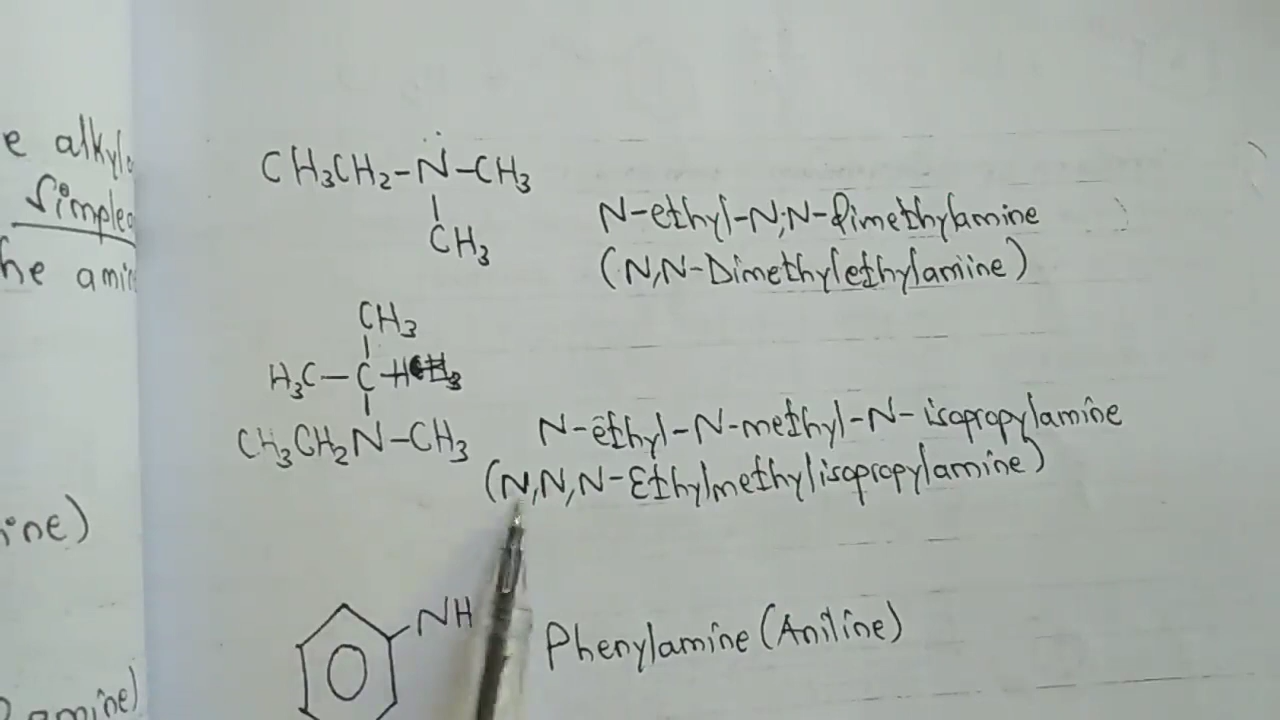 e alkyl
Simple
he ami
ine)
amine)
CH3CH2-N-CH3
CH3
N-ethyl-N,N-Dimethylamine
(N,N-Dimethylethylamine)
CH3
H3C-C-H
CH3CH2N-CH3
N-ethyl-N-methyl-N-isopropylamine
(N,N,N-Ethylmethylisopropylamine)
NH
Phenylamine(Aniline)